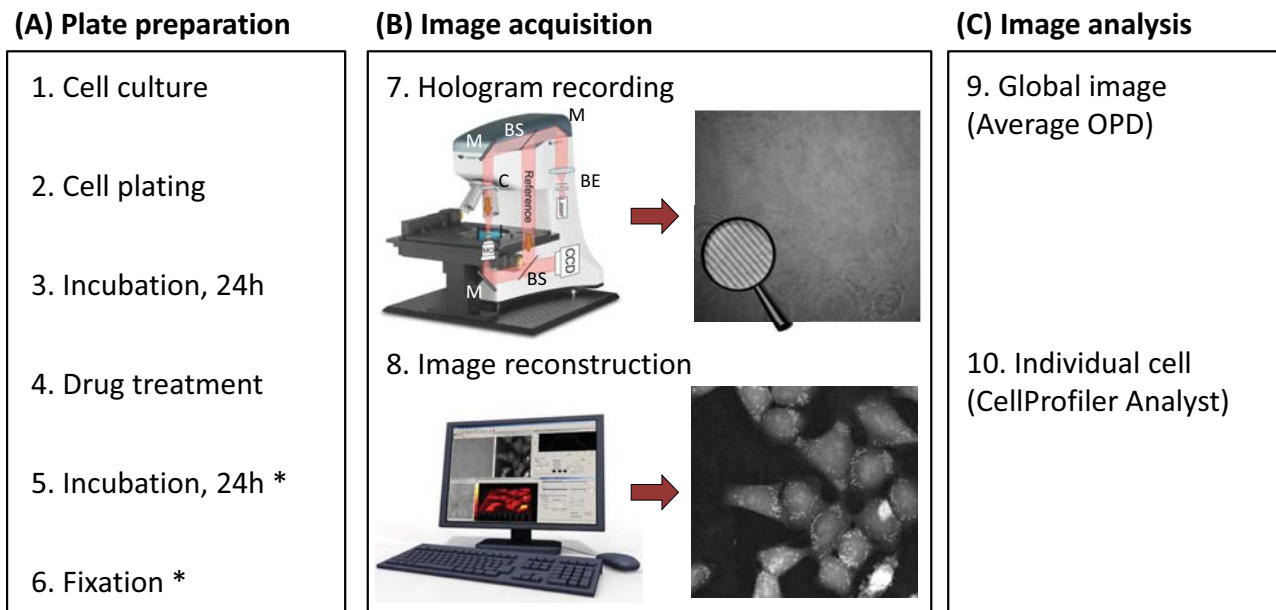 (A) Plate preparation
1. Cell culture
2. Cell plating
3. Incubation, 24h
4. Drug treatment
5. Incubation, 24h *
6. Fixation *
(B) Image acquisition
7. Hologram recording
M
BS
M
C
BE
Reference
Laser
MO
CCD
BS
M
8. Image reconstruction
(C) Image analysis
9. Global image
(Average OPD)
10. Individual cell
(CellProfiler Analyst)